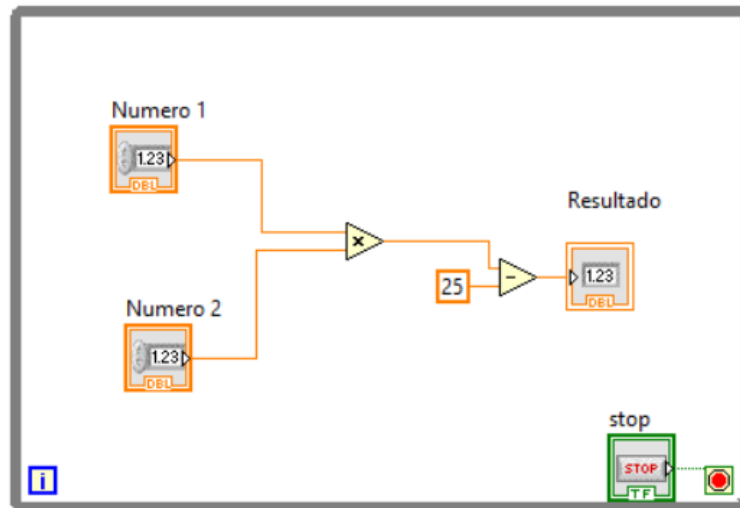 Numero 1
1.23
DBL
×
Resultado
25
-
1.23
DBL
Numero 2
1.23
DBL
stop
STOP
TF
i